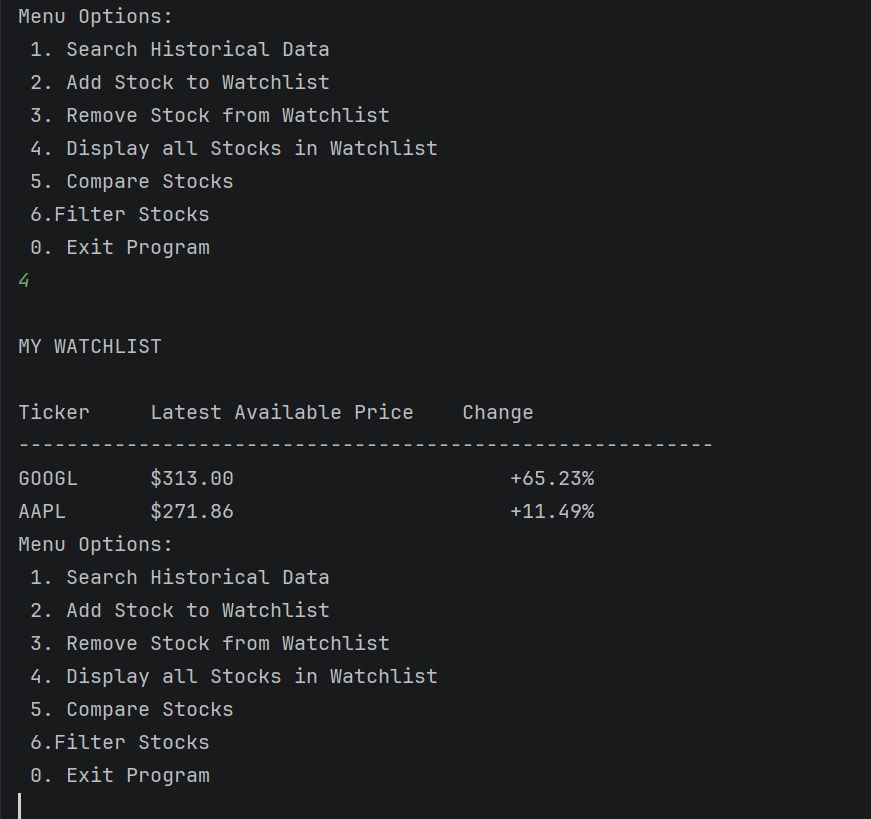 Menu Options:
 1. Search Historical Data
 2. Add Stock to Watchlist
 3. Remove Stock from Watchlist
 4. Display all Stocks in Watchlist
 5. Compare Stocks
 6.Filter Stocks
 0. Exit Program
4

MY WATCHLIST

Ticker     Latest Available Price    Change
----------------------------------------------------------
GOOGL      $313.00                       +65.23%
AAPL       $271.86                       +11.49%
Menu Options:
 1. Search Historical Data
 2. Add Stock to Watchlist
 3. Remove Stock from Watchlist
 4. Display all Stocks in Watchlist
 5. Compare Stocks
 6.Filter Stocks
 0. Exit Program